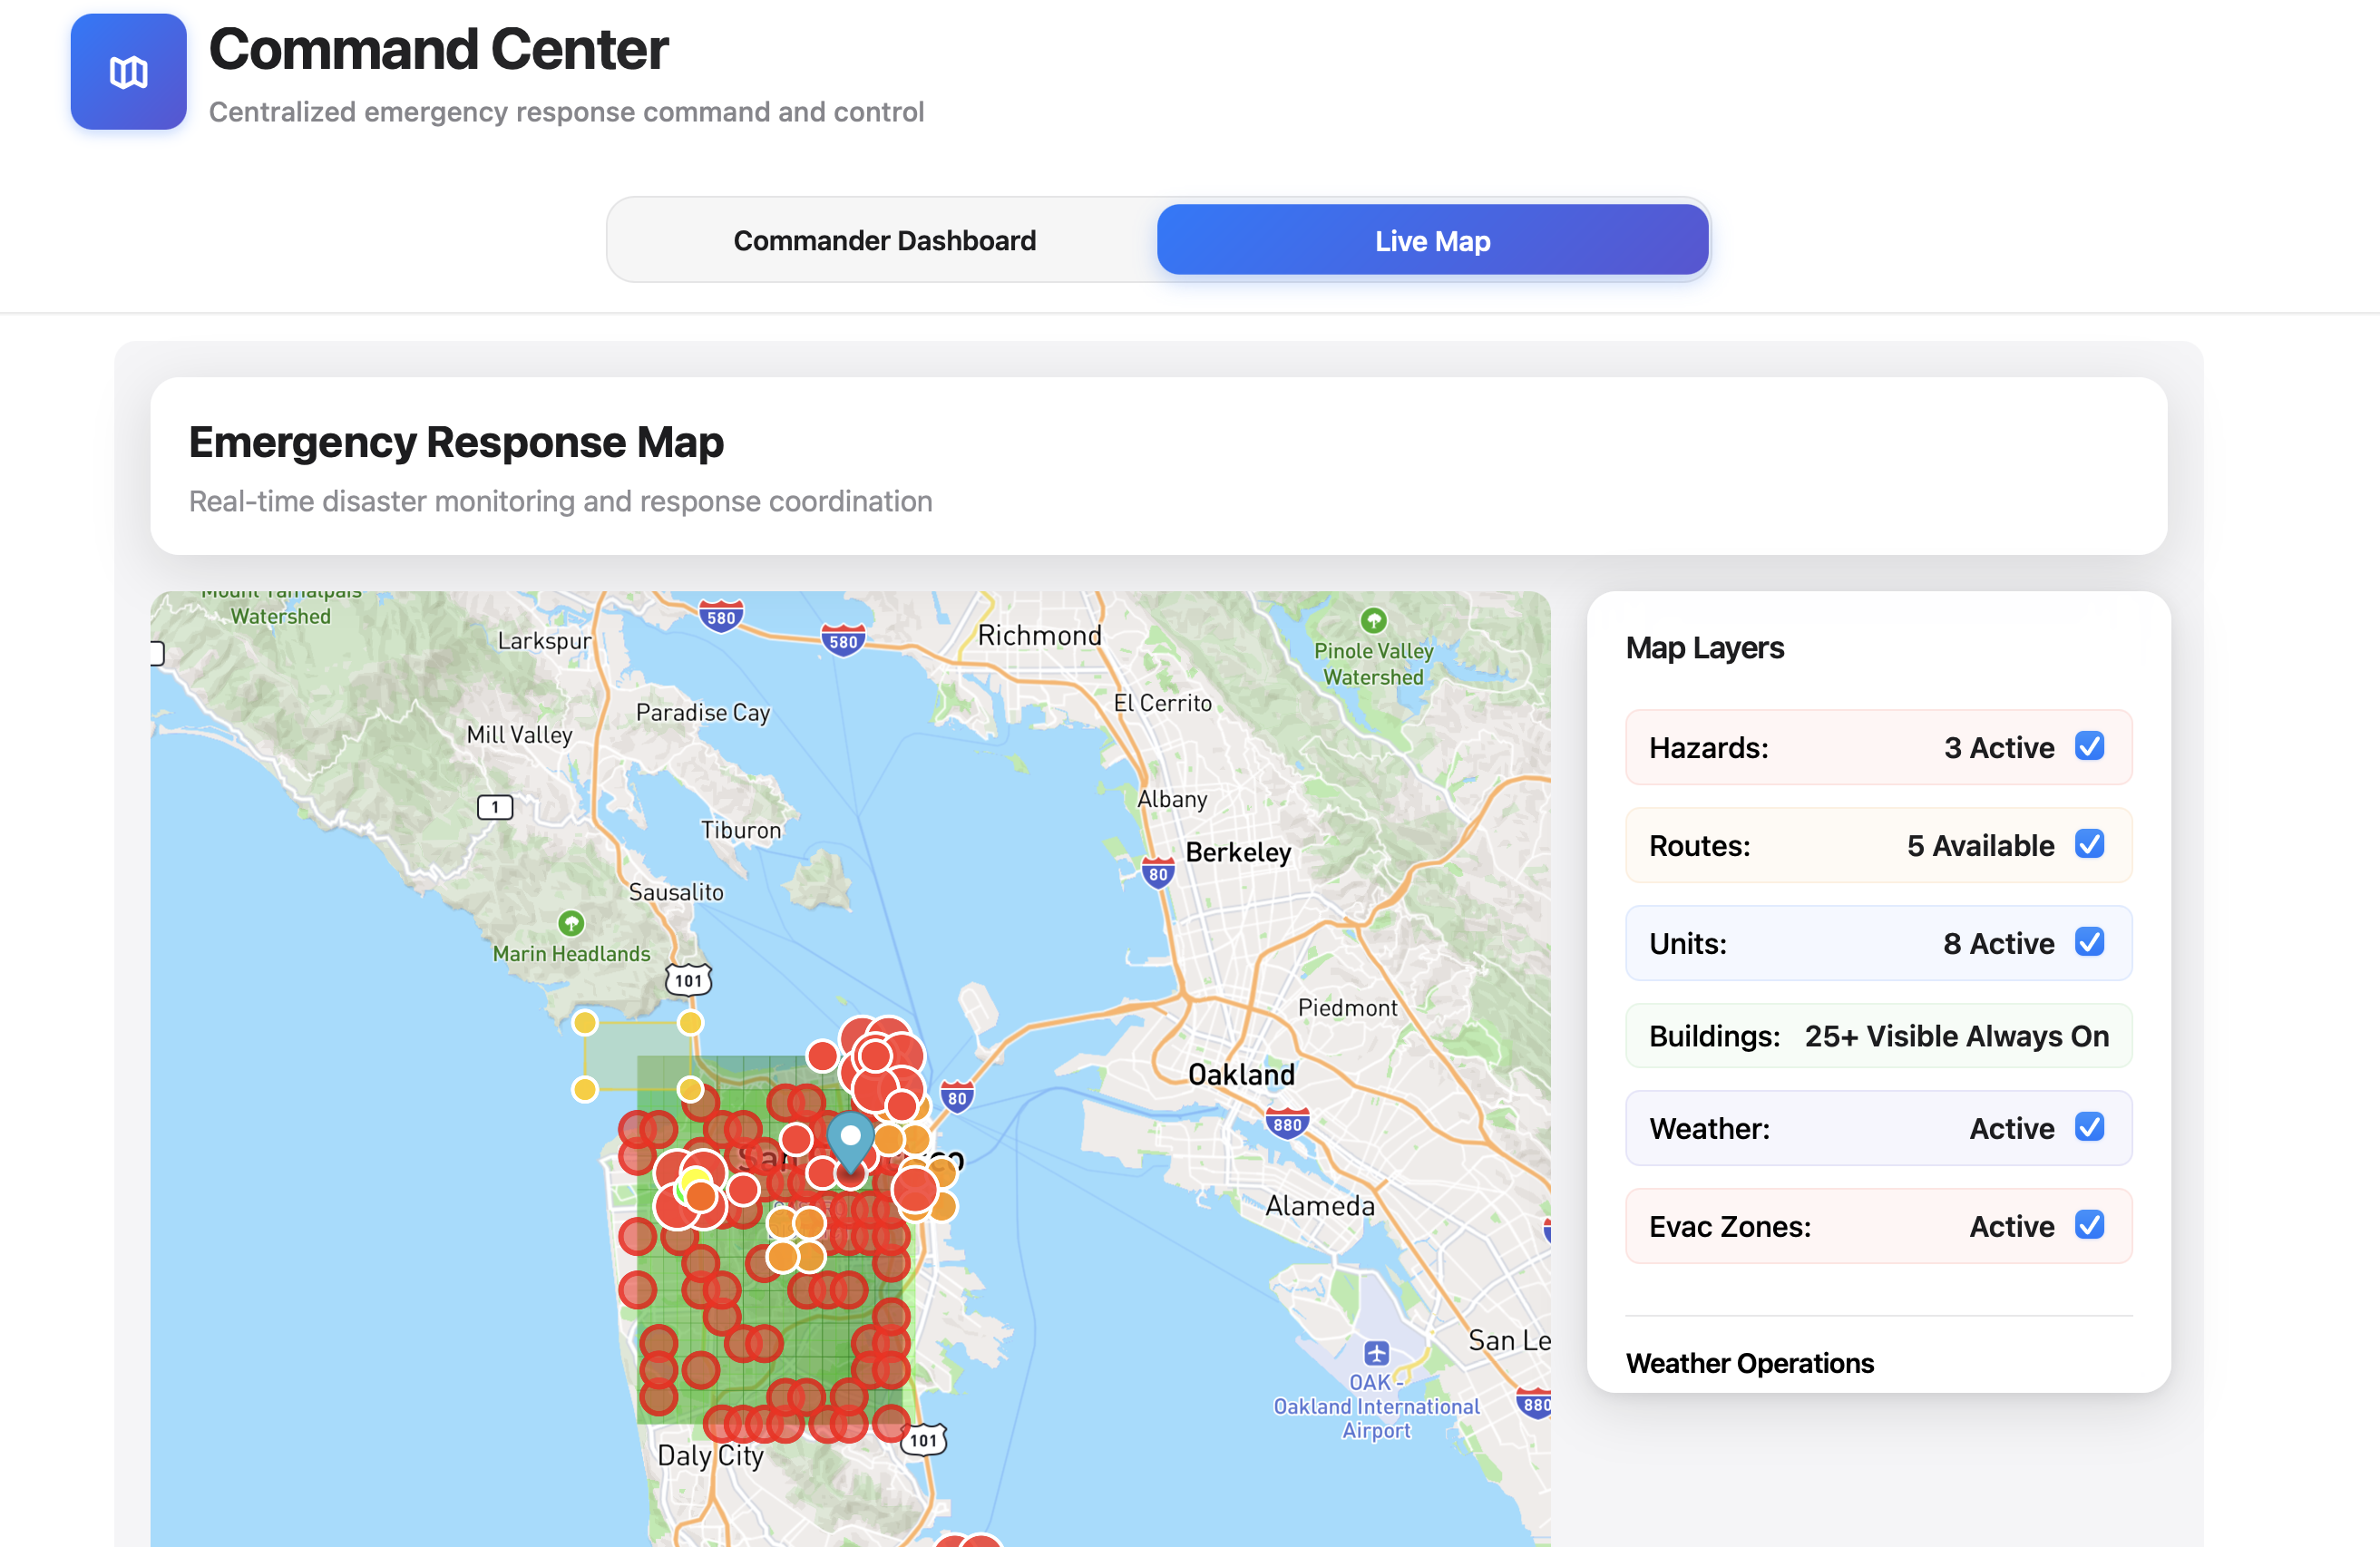 Command Center
Centralized emergency response command and control
Commander Dashboard
Live Map
Emergency Response Map
Real-time disaster monitoring and response coordination
Mount Tamalpais
Watershed
Larkspur
580
580
Richmond
Pinole Valley
Watershed
El Cerrito
Paradise Cay
Mill Valley
1
Albany
Tiburon
Berkeley
80
Sausalito
Marin Headlands
101
Piedmont
Oakland
80
880
San
co
Alameda
San Le
OAK -
Oakland International
Airport
880
101
Daly City
Map Layers
Hazards: 3 Active
Routes: 5 Available
Units: 8 Active
Buildings: 25+ Visible Always On
Weather: Active
Evac Zones: Active
Weather Operations